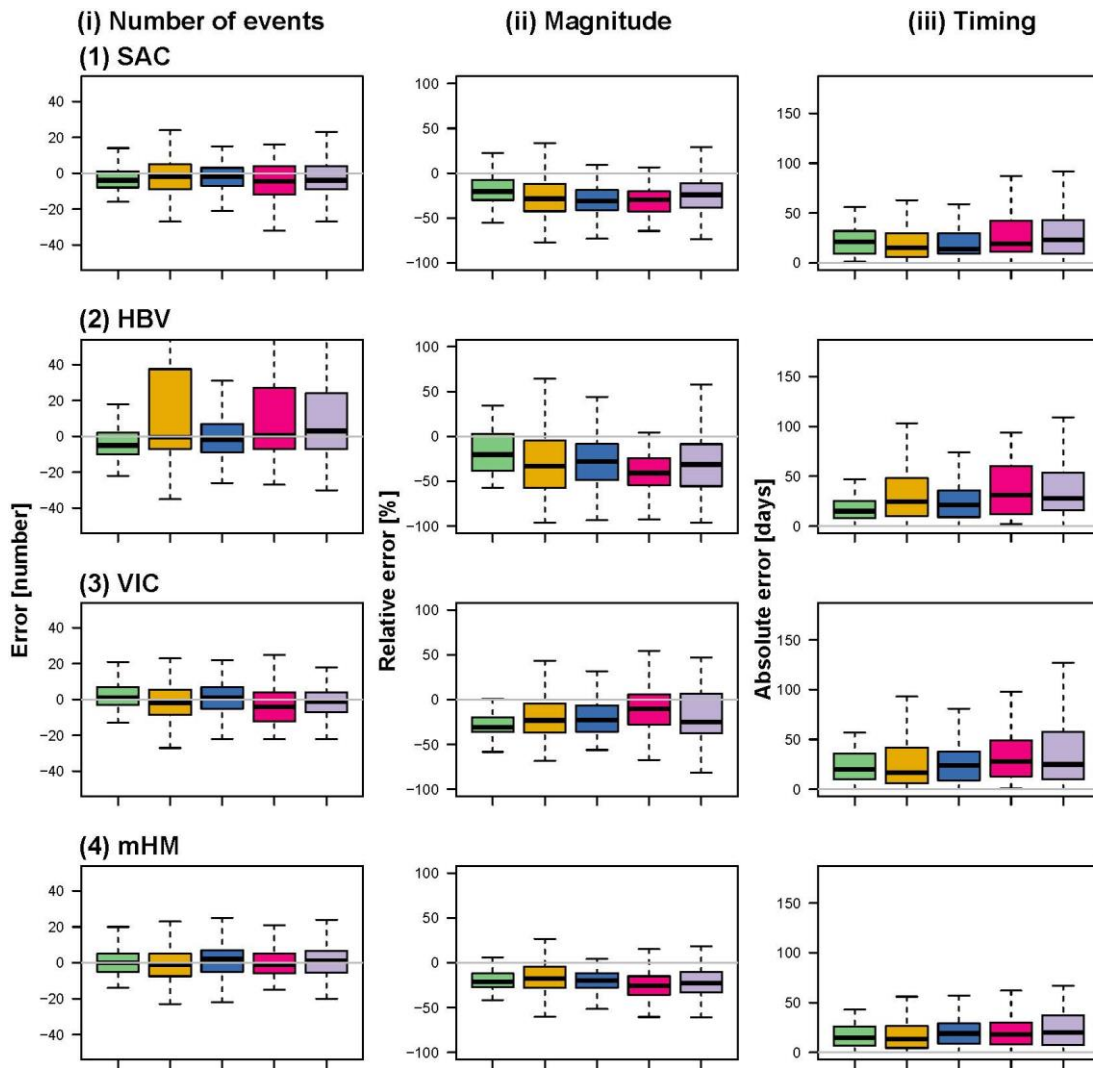 (i) Number of events (ii) Magnitude (iii) Timing
(1) SAC
40 100 150
20 50 100
0 0 50
−20 −50 0
−40 −100
(2) HBV
40 100 150
20 50 100
0 0 50
−20 −50 0
−40 −100
Error [number] Relative error [%] Absolute error [days]
(3) VIC
40 100 150
20 50 100
0 0 50
−20 −50 0
−40 −100
(4) mHM
40 100 150
20 50 100
0 0 50
−20 −50 0
−40 −100